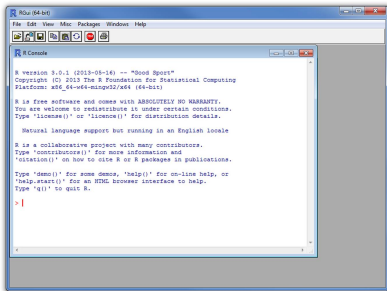 RGui (64-bit)
File Edit View Misc Packages Windows Help
STOP
R Console
R version 3.0.1 (2013-05-16) -- "Good Sport"
Copyright (C) 2013 The R Foundation for Statistical Computing
Platform: x86_64-w64-mingw32/x64 (64-bit)
R is free software and comes with ABSOLUTELY NO WARRANTY.
You are welcome to redistribute it under certain conditions.
Type 'license()' or 'licence()' for distribution details.
Natural language support but running in an English locale
R is a collaborative project with many contributors.
Type 'contributors()' for more information and
'citation()' on how to cite R or R packages in publications.
Type 'demo()' for some demos, 'help()' for on-line help, or
'help.start()' for an HTML browser interface to help.
Type 'q()' to quit R.
>